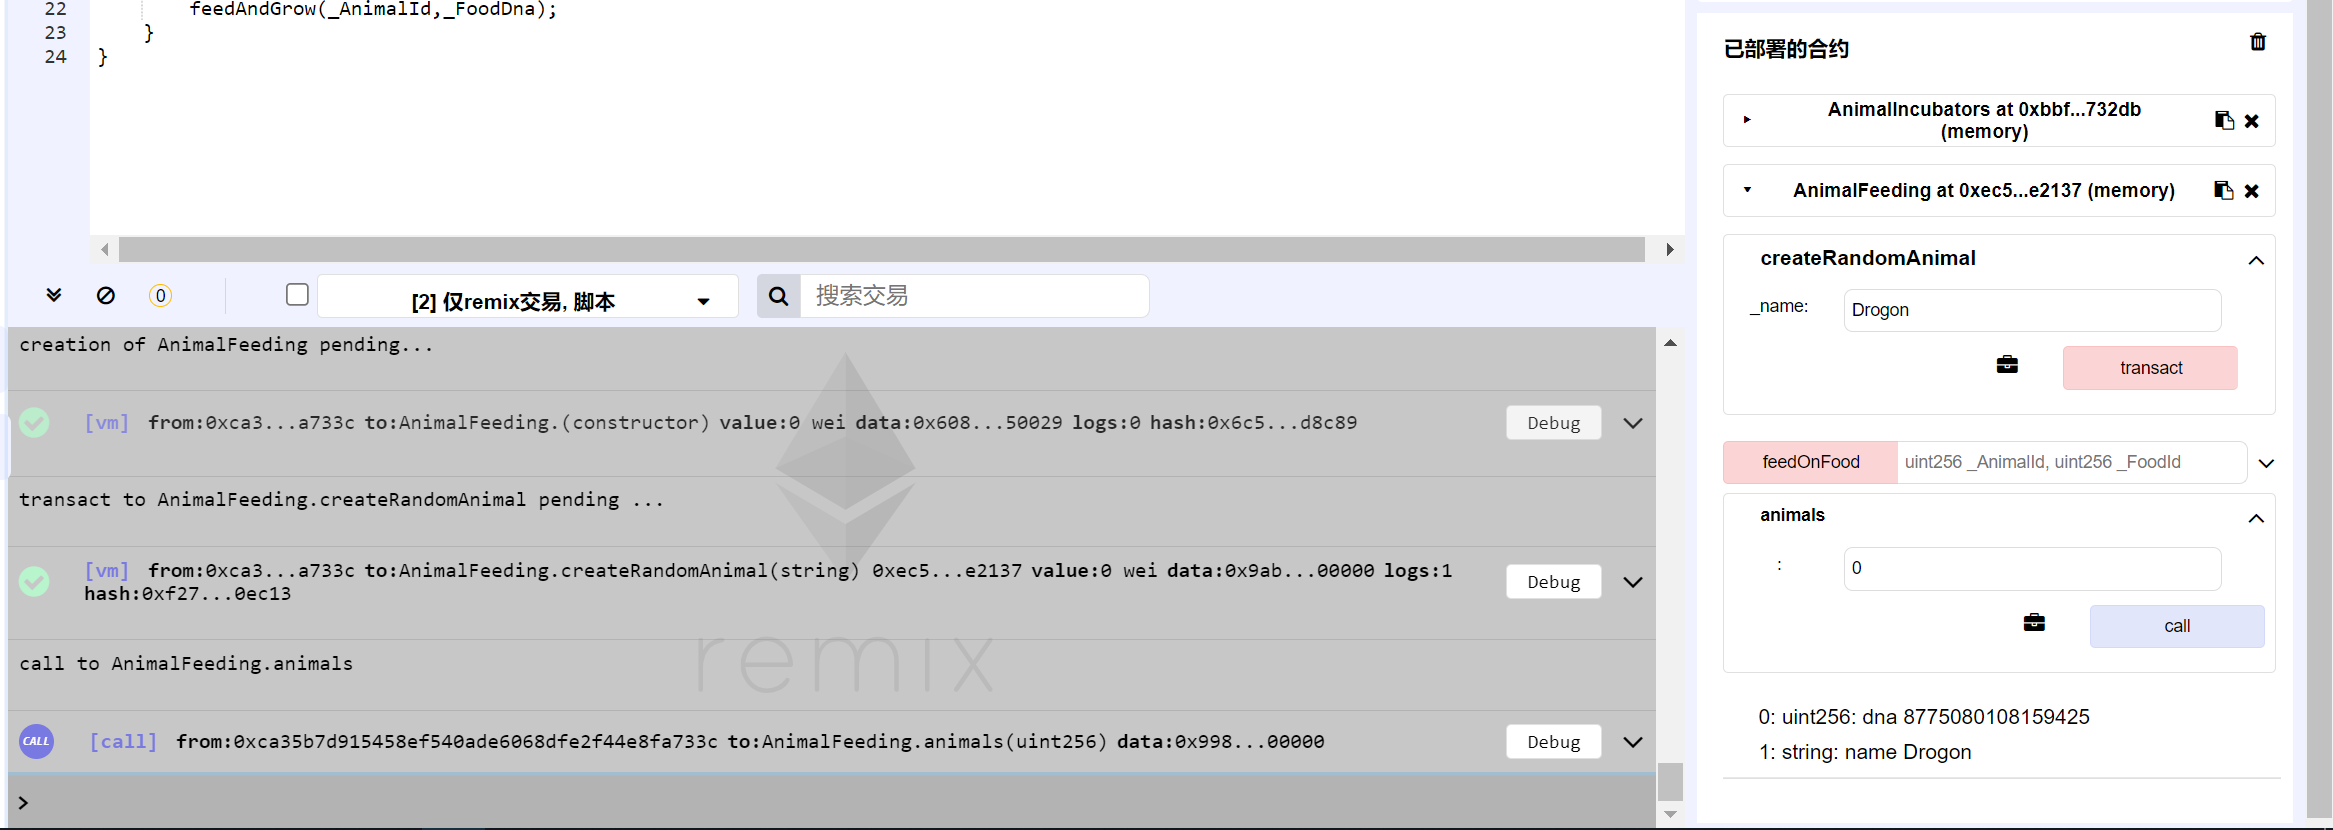 22 feedAndGrow(_AnimalId,_FoodDna);
23 }
24 }
0
[2] 仅remix交易, 脚本
搜索交易
creation of AnimalFeeding pending...
[vm] from:0xca3...a733c to:AnimalFeeding.(constructor) value:0 wei data:0x608...50029 logs:0 hash:0x6c5...d8c89
Debug
transact to AnimalFeeding.createRandomAnimal pending ...
[vm] from:0xca3...a733c to:AnimalFeeding.createRandomAnimal(string) 0xec5...e2137 value:0 wei data:0x9ab...00000 logs:1
hash:0xf27...0ec13
Debug
remix
call to AnimalFeeding.animals
CALL [call] from:0xca35b7d915458ef540ade6068dfe2f44e8fa733c to:AnimalFeeding.animals(uint256) data:0x998...00000
Debug
>
已部署的合约
AnimalIncubators at 0xbbf...732db
(memory)
AnimalFeeding at 0xec5...e2137 (memory)
createRandomAnimal
_name: Drogon
transact
feedOnFood uint256 _AnimalId, uint256 _FoodId
animals
: 0
call
0: uint256: dna 8775080108159425
1: string: name Drogon